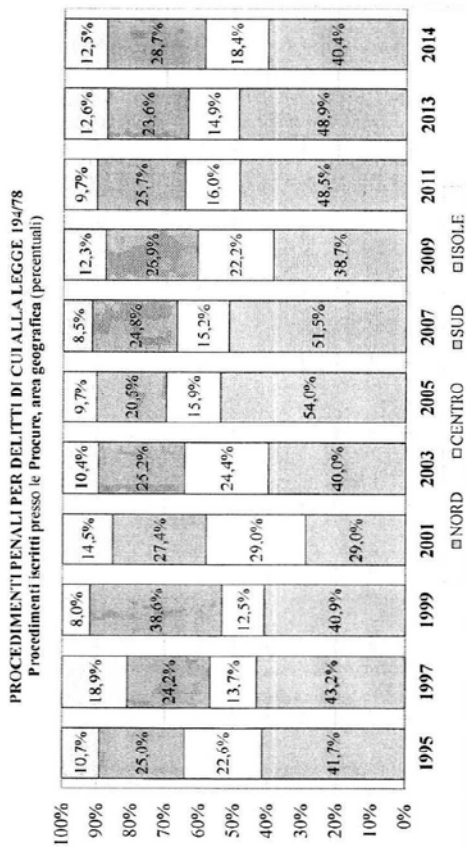 PROCEDIMENTI PENALI PER DELITTI DI CUI ALLA LEGGE 194/78
Procedimenti iscritti presso le Procure, area geografica (percentuali)
100%
90%
80%
70%
60%
50%
40%
30%
20%
10%
0%
10,7% 18,9% 8,0% 14,5% 10,4% 9,7% 8,5% 12,3% 9,7% 12,6% 12,5%
25,0% 24,2% 38,6% 27,4% 25,2% 20,5% 24,8% 26,9% 25,7% 23,6% 28,7%
22,6% 13,7% 12,5% 29,0% 24,4% 15,9% 15,2% 22,2% 16,0% 14,9% 18,4%
41,7% 43,2% 40,9% 29,0% 40,0% 54,0% 51,5% 38,7% 48,5% 48,9% 40,4%
1995 1997 1999 2001 2003 2005 2007 2009 2011 2013 2014
NORD CENTRO SUD ISOLE